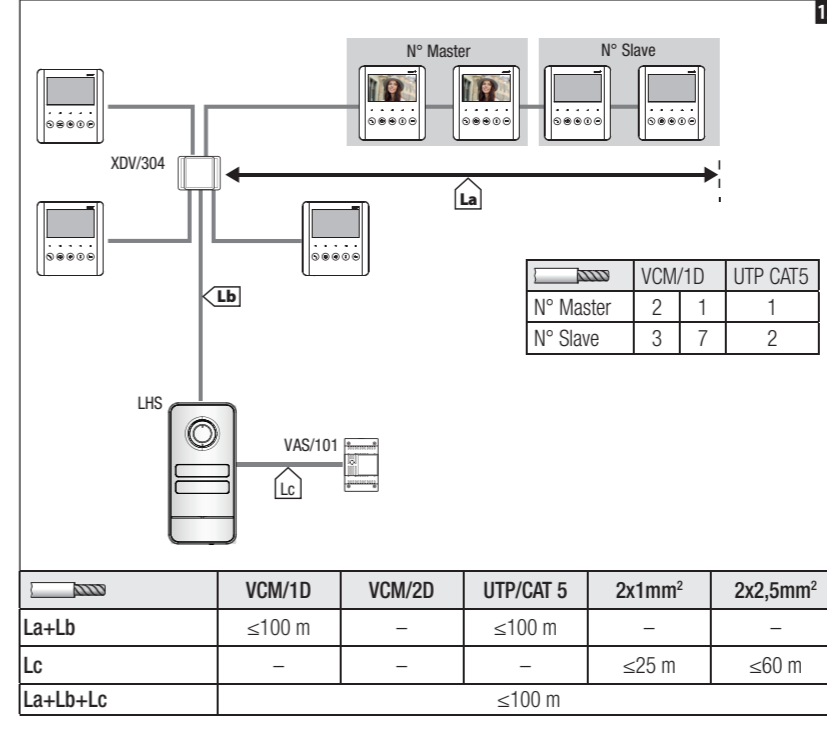 1
N° Master
N° Slave
XDV/304
La
Lb
VCM/1D UTP CAT5
N° Master 2 1 1
N° Slave 3 7 2
LHS
VAS/101
Lc
VCM/1D VCM/2D UTP/CAT 5 2x1mm² 2x2,5mm²
La+Lb ≤100 m – ≤100 m – –
Lc – – – ≤25 m ≤60 m
La+Lb+Lc ≤100 m